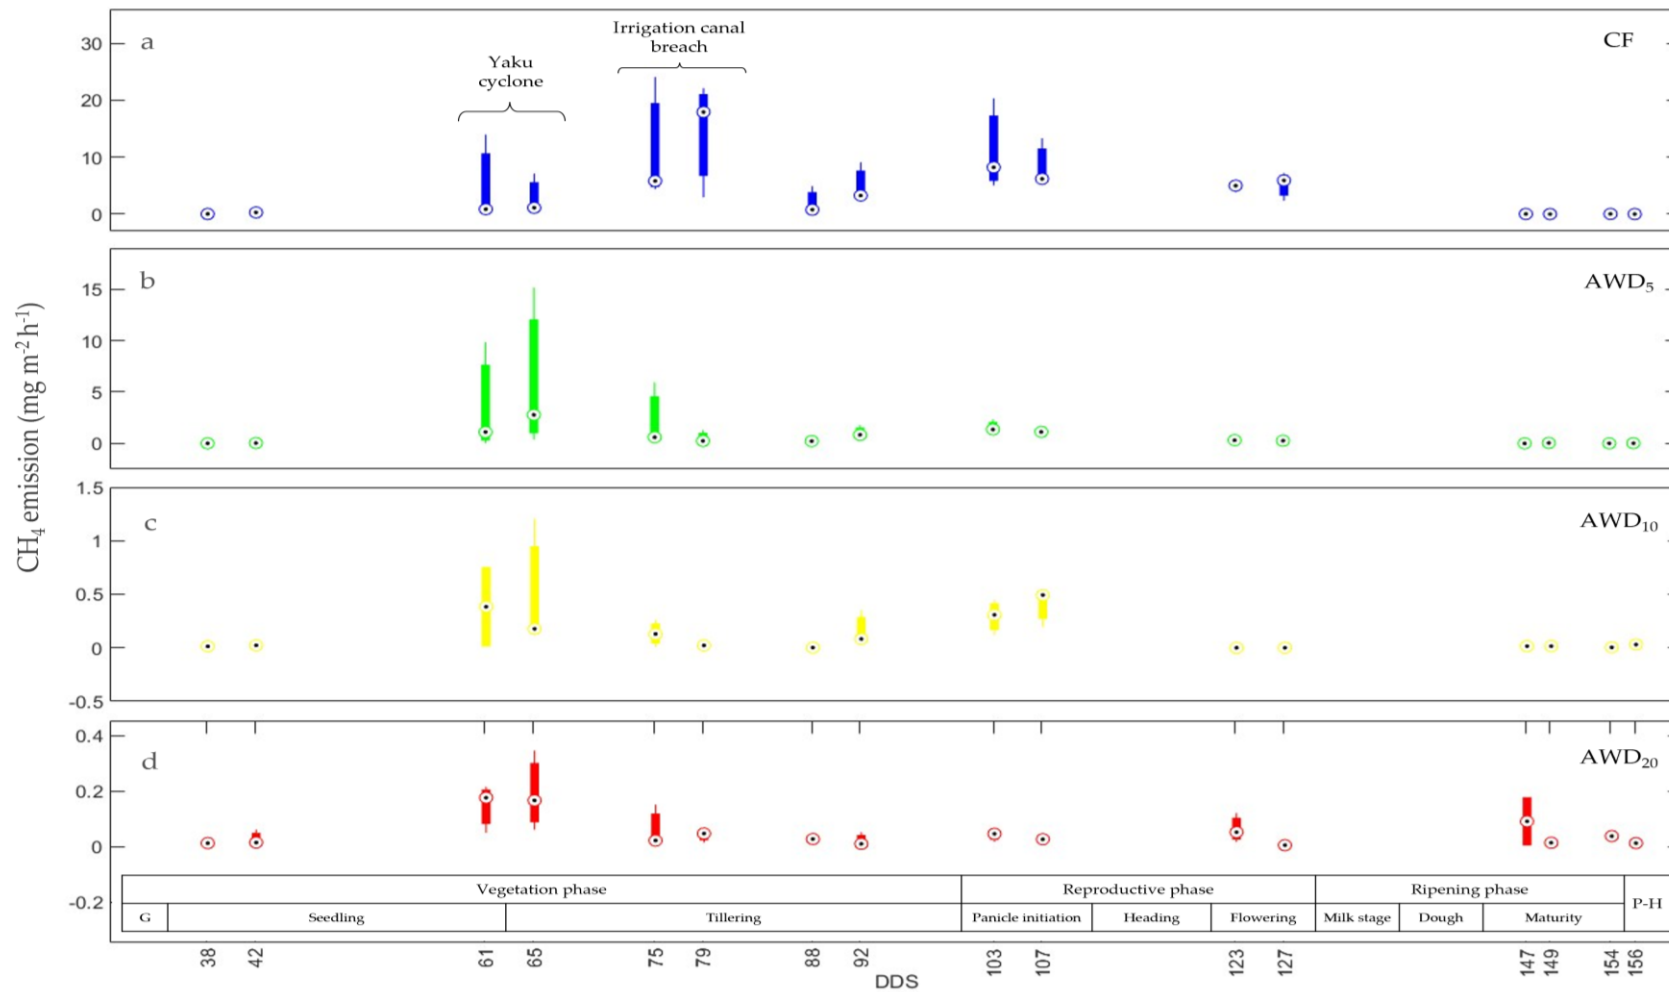 CH4 emission (mg m-2 h-1)
a
Yaku
cyclone
Irrigation canal
breach
CF
30
20
10
0
b
AWD5
15
10
5
0
c
AWD10
1.5
1
0.5
0
-0.5
d
AWD20
0.4
0.2
0
-0.2
Vegetation phase Reproductive phase Ripening phase P-H
G Seedling Tillering Panicle initiation Heading Flowering Milk stage Dough Maturity
38 42 61 65 75 79 88 92 103 107 123 127 147 149 154 156
DDS